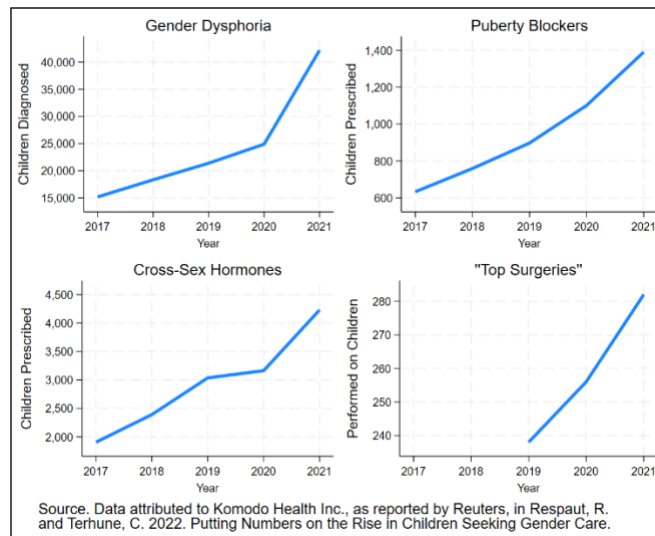 Gender Dysphoria
Children Diagnosed
40,000
35,000
30,000
25,000
20,000
15,000
2017 2018 2019 2020 2021
Year
Puberty Blockers
Children Prescribed
1,400
1,200
1,000
800
600
2017 2018 2019 2020 2021
Year
Cross-Sex Hormones
Children Prescribed
4,500
4,000
3,500
3,000
2,500
2,000
2017 2018 2019 2020 2021
Year
"Top Surgeries"
Performed on Children
280
270
260
250
240
2017 2018 2019 2020 2021
Year
Source. Data attributed to Komodo Health Inc., as reported by Reuters, in Respaut, R.
and Terhune, C. 2022. Putting Numbers on the Rise in Children Seeking Gender Care.